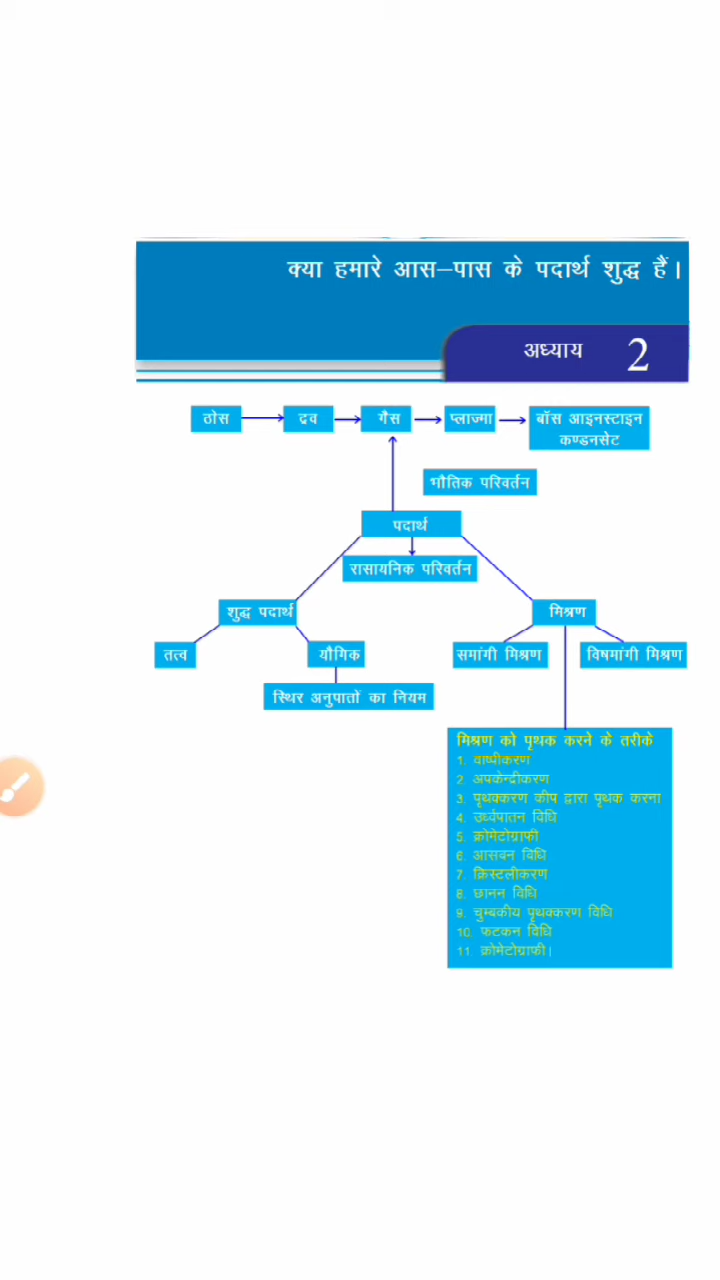 क्या हमारे आस–पास के पदार्थ शुद्ध हैं।
अध्याय 2
ठोस
द्रव
गैस
प्लाज्मा
बॉस आइनस्टाइन
कण्डनसेट
भौतिक परिवर्तन
पदार्थ
रासायनिक परिवर्तन
शुद्ध पदार्थ
मिश्रण
तत्व
यौगिक
समांगी मिश्रण
विषमांगी मिश्रण
स्थिर अनुपातों का नियम
मिश्रण को पृथक करने के तरीके
1. वाष्पीकरण
2. अपकेन्द्रीकरण
3. पृथक्करण कीप द्वारा पृथक करना
4. उर्ध्वपातन विधि
5. क्रोमेटोग्राफी
6. आसवन विधि
7. क्रिस्टलीकरण
8. छानन विधि
9. चुम्बकीय पृथक्करण विधि
10. फटकन विधि
11. क्रोमेटोग्राफी।